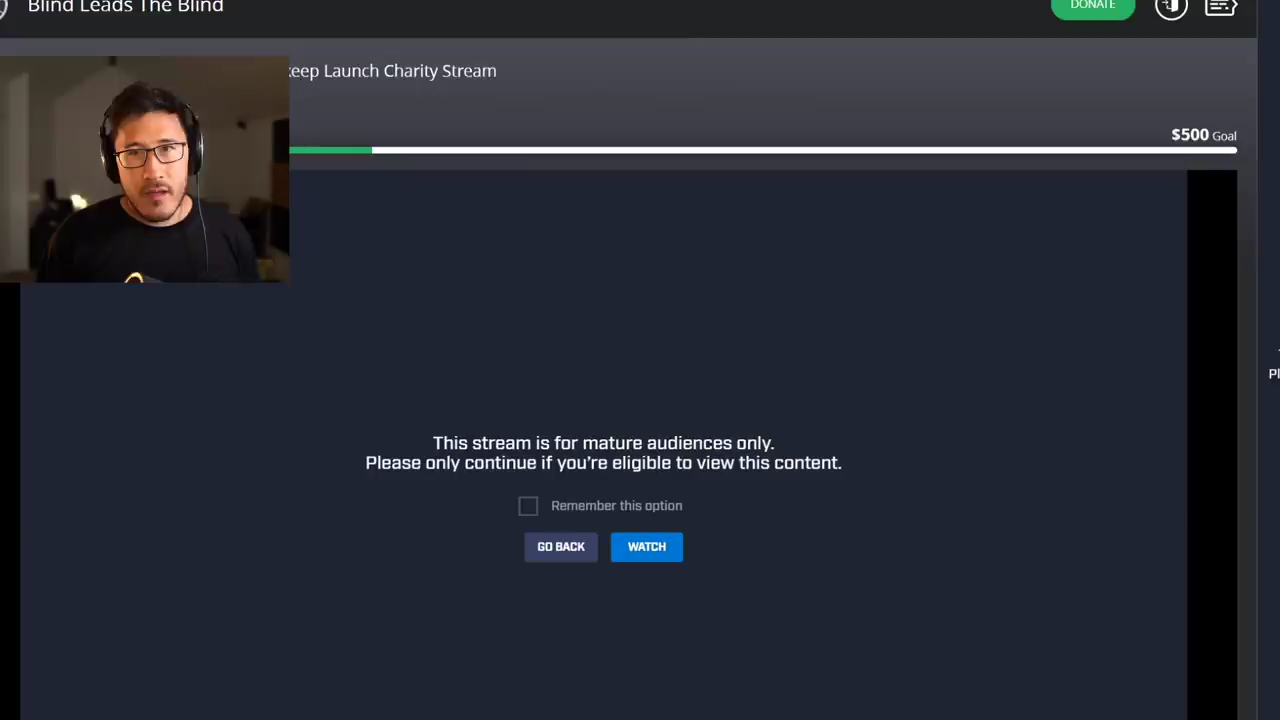 Blind Leads The Blind
DONATE
keep Launch Charity Stream
$500 Goal
This stream is for mature audiences only.
Please only continue if you're eligible to view this content.
Remember this option
GO BACK
WATCH